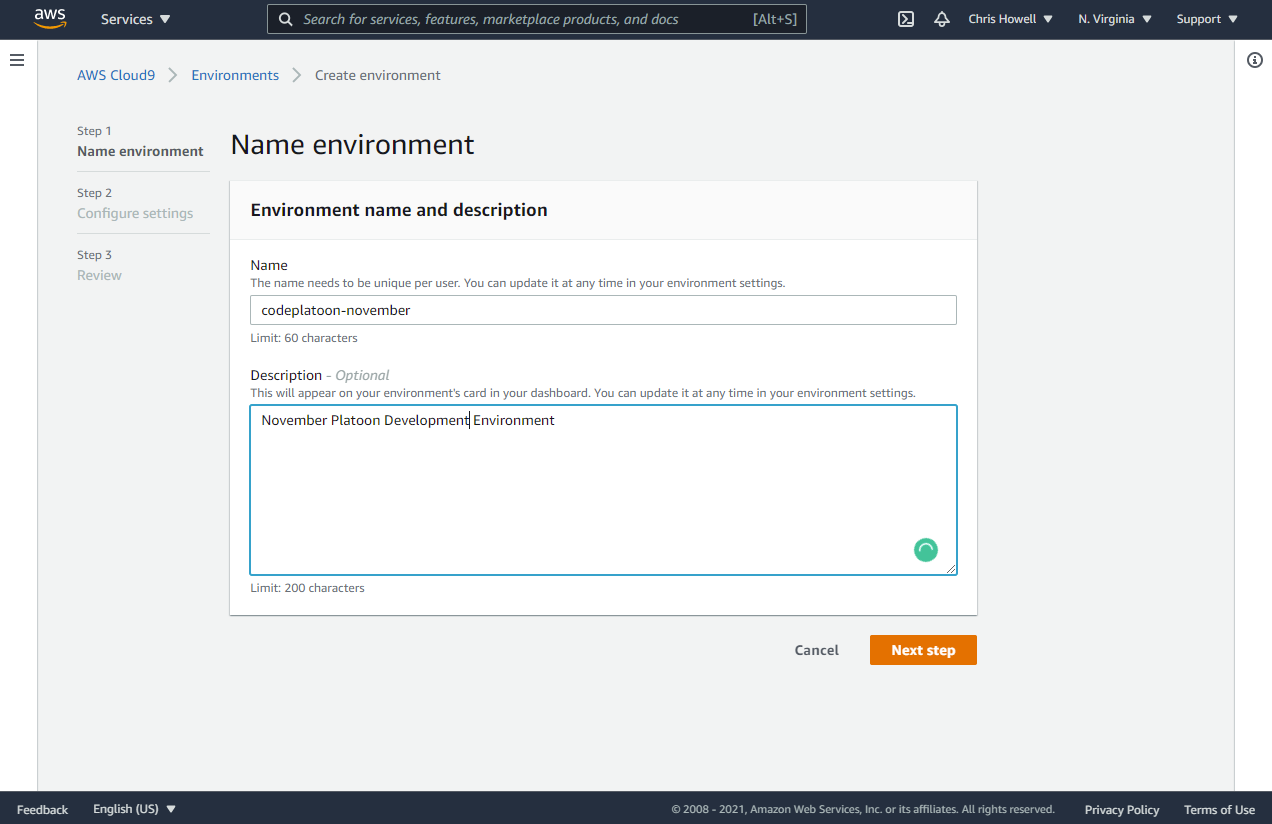 aws Services Search for services, features, marketplace products, and docs [Alt+S] Chris Howell N. Virginia Support
AWS Cloud9 Environments Create environment
Step 1
Name environment
Step 2
Configure settings
Step 3
Review
Name environment
Environment name and description
Name
The name needs to be unique per user. You can update it at any time in your environment settings.
codeplatoon-november
Limit: 60 characters
Description - Optional
This will appear on your environment's card in your dashboard. You can update it at any time in your environment settings.
November Platoon Development Environment
Limit: 200 characters
Cancel Next step
Feedback English (US) © 2008 - 2021, Amazon Web Services, Inc. or its affiliates. All rights reserved. Privacy Policy Terms of Use